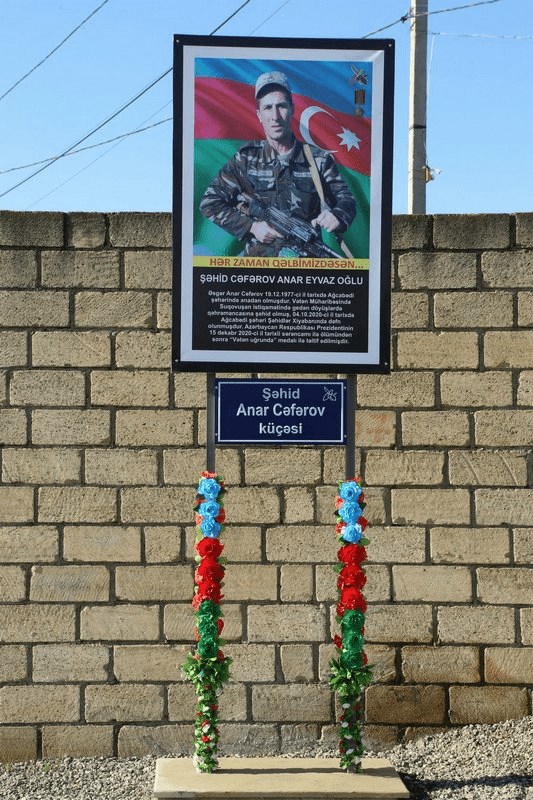 HƏR ZAMAN QƏLBİMİZDƏSƏN...
ŞƏHİD CƏFƏROV ANAR EYVAZ OĞLU
Əsgər Anar Cəfərov 19.12.1977-ci il tarixdə Ağcabədi
şəhərində anadan olmuşdur. Vətən Müharibəsində
Suqovuşan istiqamətində gedən döyüşlərdə
qəhrəmancasına şəhid olmuş, 04.10.2020-ci il tarixdə
Ağcabədi şəhəri Şəhidlər Xiyabanında dəfn
olunmuşdur. Azərbaycan Respublikası Prezidentinin
15 dekabr 2020-ci il tarixli sərəncamı ilə ölümündən
sonra “Vətən uğrunda” medalı ilə təltif edilmişdir.
Şəhid
Anar Cəfərov
küçəsi